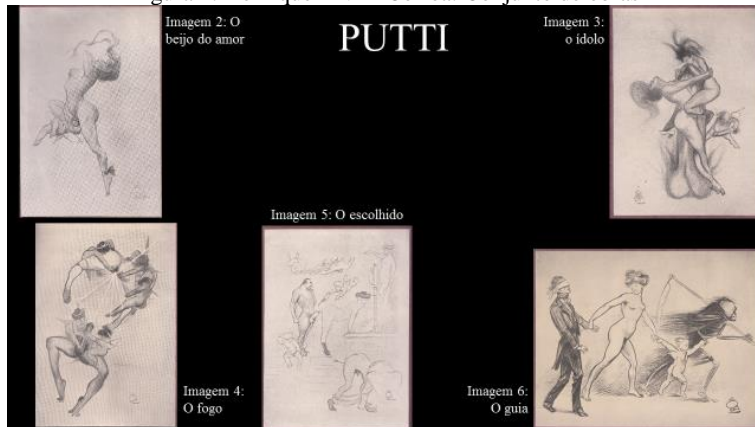 Imagem 2: O
beijo do amor
PUTTI
Imagem 3:
o ídolo
Imagem 5: O escolhido
Imagem 4:
O fogo
Imagem 6:
O guia